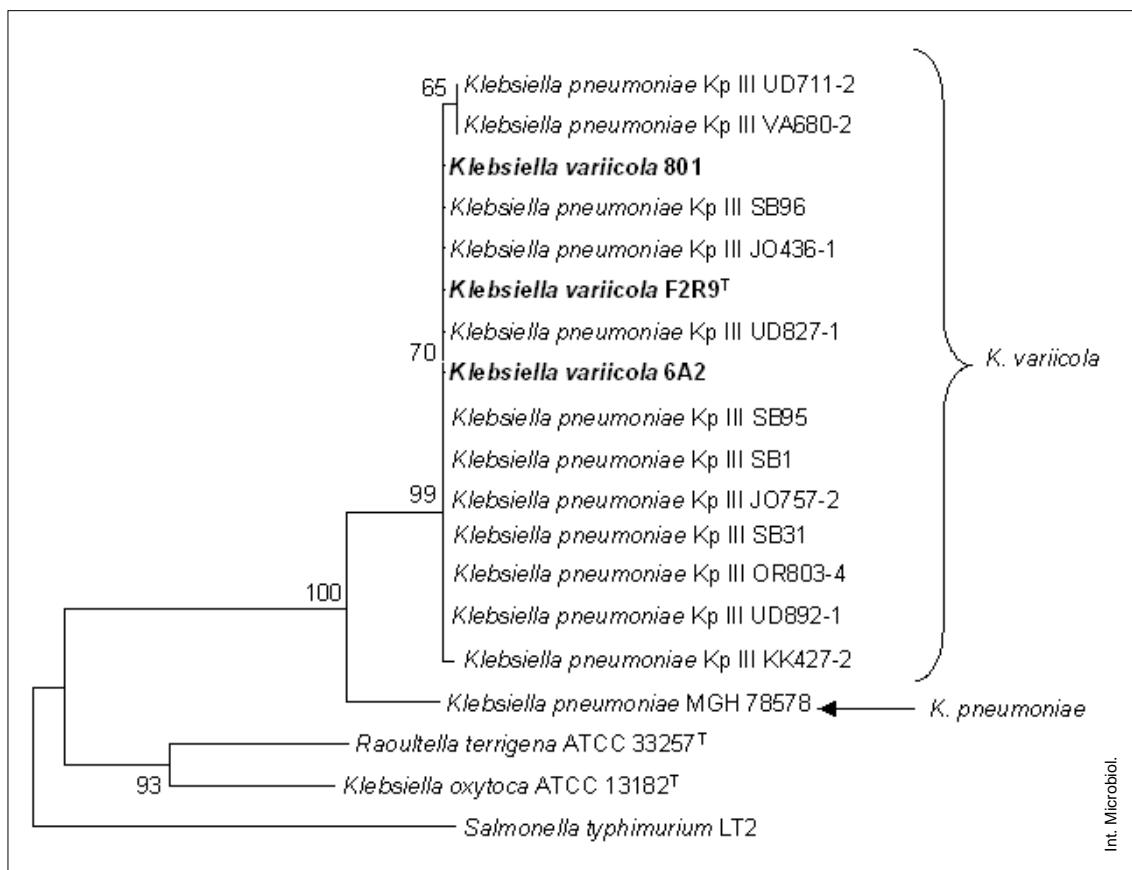 65
Klebsiella pneumoniae Kp III UD711-2
Klebsiella pneumoniae Kp III VA680-2
Klebsiella variicola 801
Klebsiella pneumoniae Kp III SB96
Klebsiella pneumoniae Kp III JO436-1
Klebsiella variicola F2R9ᵀ
Klebsiella pneumoniae Kp III UD827-1
70
Klebsiella variicola 6A2
K. variicola
Klebsiella pneumoniae Kp III SB95
Klebsiella pneumoniae Kp III SB1
99
Klebsiella pneumoniae Kp III JO757-2
Klebsiella pneumoniae Kp III SB31
Klebsiella pneumoniae Kp III OR803-4
100
Klebsiella pneumoniae Kp III UD892-1
Klebsiella pneumoniae Kp III KK427-2
Klebsiella pneumoniae MGH 78578
K. pneumoniae
Raoultella terrigena ATCC 33257ᵀ
93
Klebsiella oxytoca ATCC 13182ᵀ
Salmonella typhimurium LT2
Int. Microbiol.